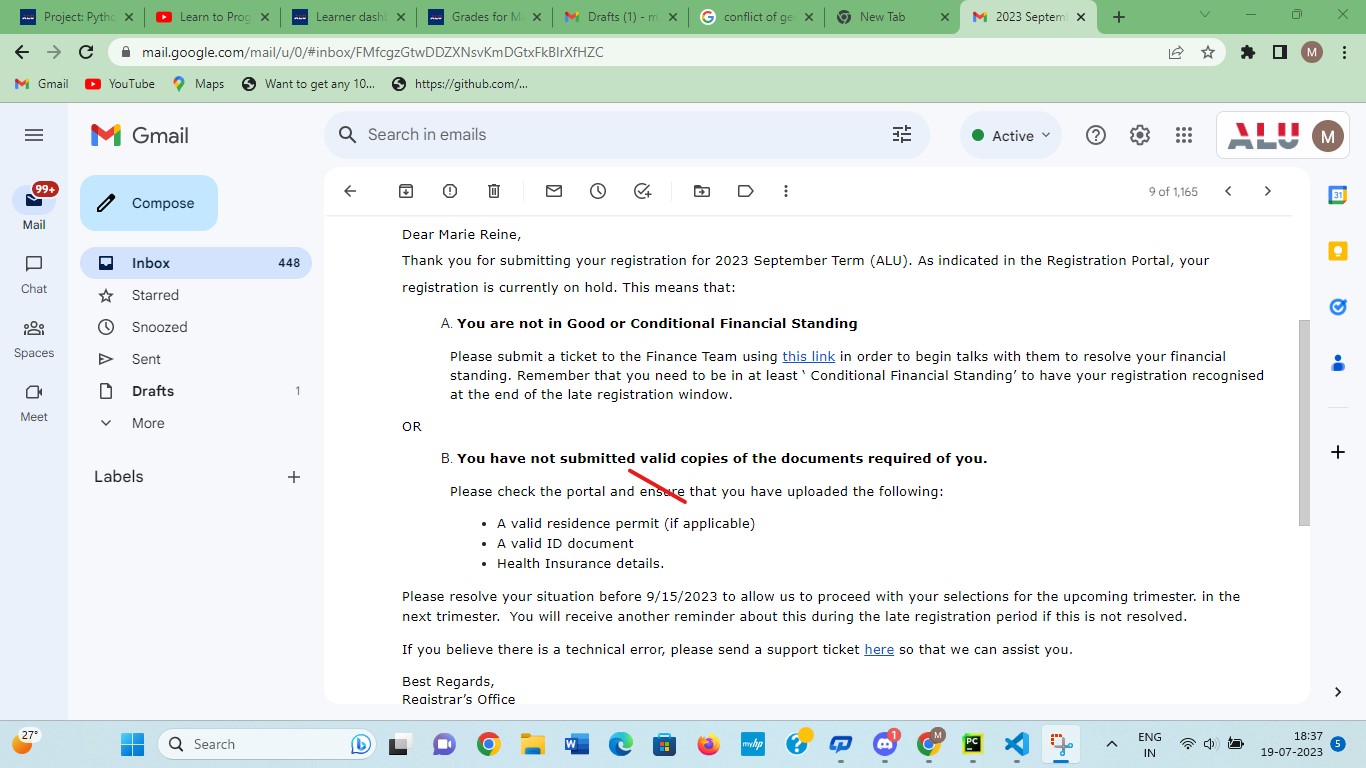 Project: Pytho
Learn to Prog
Learner dashb
Grades for Ma
Drafts (1) - m
conflict of ge
New Tab
2023 Septemb
mail.google.com/mail/u/0/#inbox/FMfcgzGtwDDZXNsvKmDGtxFkBlrXfHZC
M
Gmail
YouTube
Maps
Want to get any 10...
https://github.com/...
Gmail
Search in emails
Active
ALU
M
99+
Mail
Chat
Spaces
Meet
Compose
Inbox 448
Starred
Snoozed
Sent
Drafts 1
More
Labels
9 of 1,165
Dear Marie Reine,
Thank you for submitting your registration for 2023 September Term (ALU). As indicated in the Registration Portal, your
registration is currently on hold. This means that:
A. You are not in Good or Conditional Financial Standing
Please submit a ticket to the Finance Team using this link in order to begin talks with them to resolve your financial
standing. Remember that you need to be in at least ‘ Conditional Financial Standing’ to have your registration recognised
at the end of the late registration window.
OR
B. You have not submitted valid copies of the documents required of you.
Please check the portal and ensure that you have uploaded the following:
• A valid residence permit (if applicable)
• A valid ID document
• Health Insurance details.
Please resolve your situation before 9/15/2023 to allow us to proceed with your selections for the upcoming trimester. in the
next trimester.  You will receive another reminder about this during the late registration period if this is not resolved.
If you believe there is a technical error, please send a support ticket here so that we can assist you.
Best Regards,
Registrar’s Office
31
27°
Search
ENG
IN
18:37
19-07-2023
5